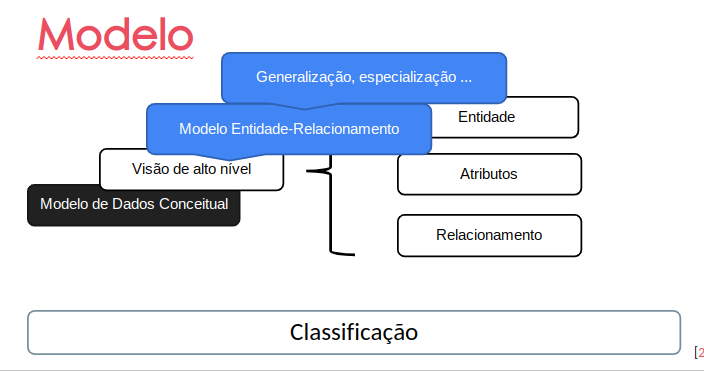 Modelo
Generalização, especialização ...
Entidade
Modelo Entidade-Relacionamento
Visão de alto nível
Atributos
Modelo de Dados Conceitual
Relacionamento
Classificação
[2